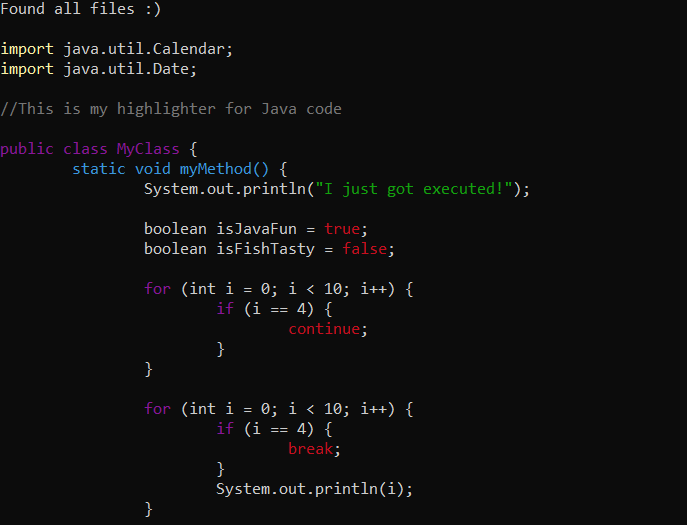 Found all files :)
import java.util.Calendar;
import java.util.Date;
//This is my highlighter for Java code
public class MyClass {
static void myMethod() {
System.out.println("I just got executed!");
boolean isJavaFun = true;
boolean isFishTasty = false;
for (int i = 0; i < 10; i++) {
if (i == 4) {
continue;
}
}
for (int i = 0; i < 10; i++) {
if (i == 4) {
break;
}
System.out.println(i);
}